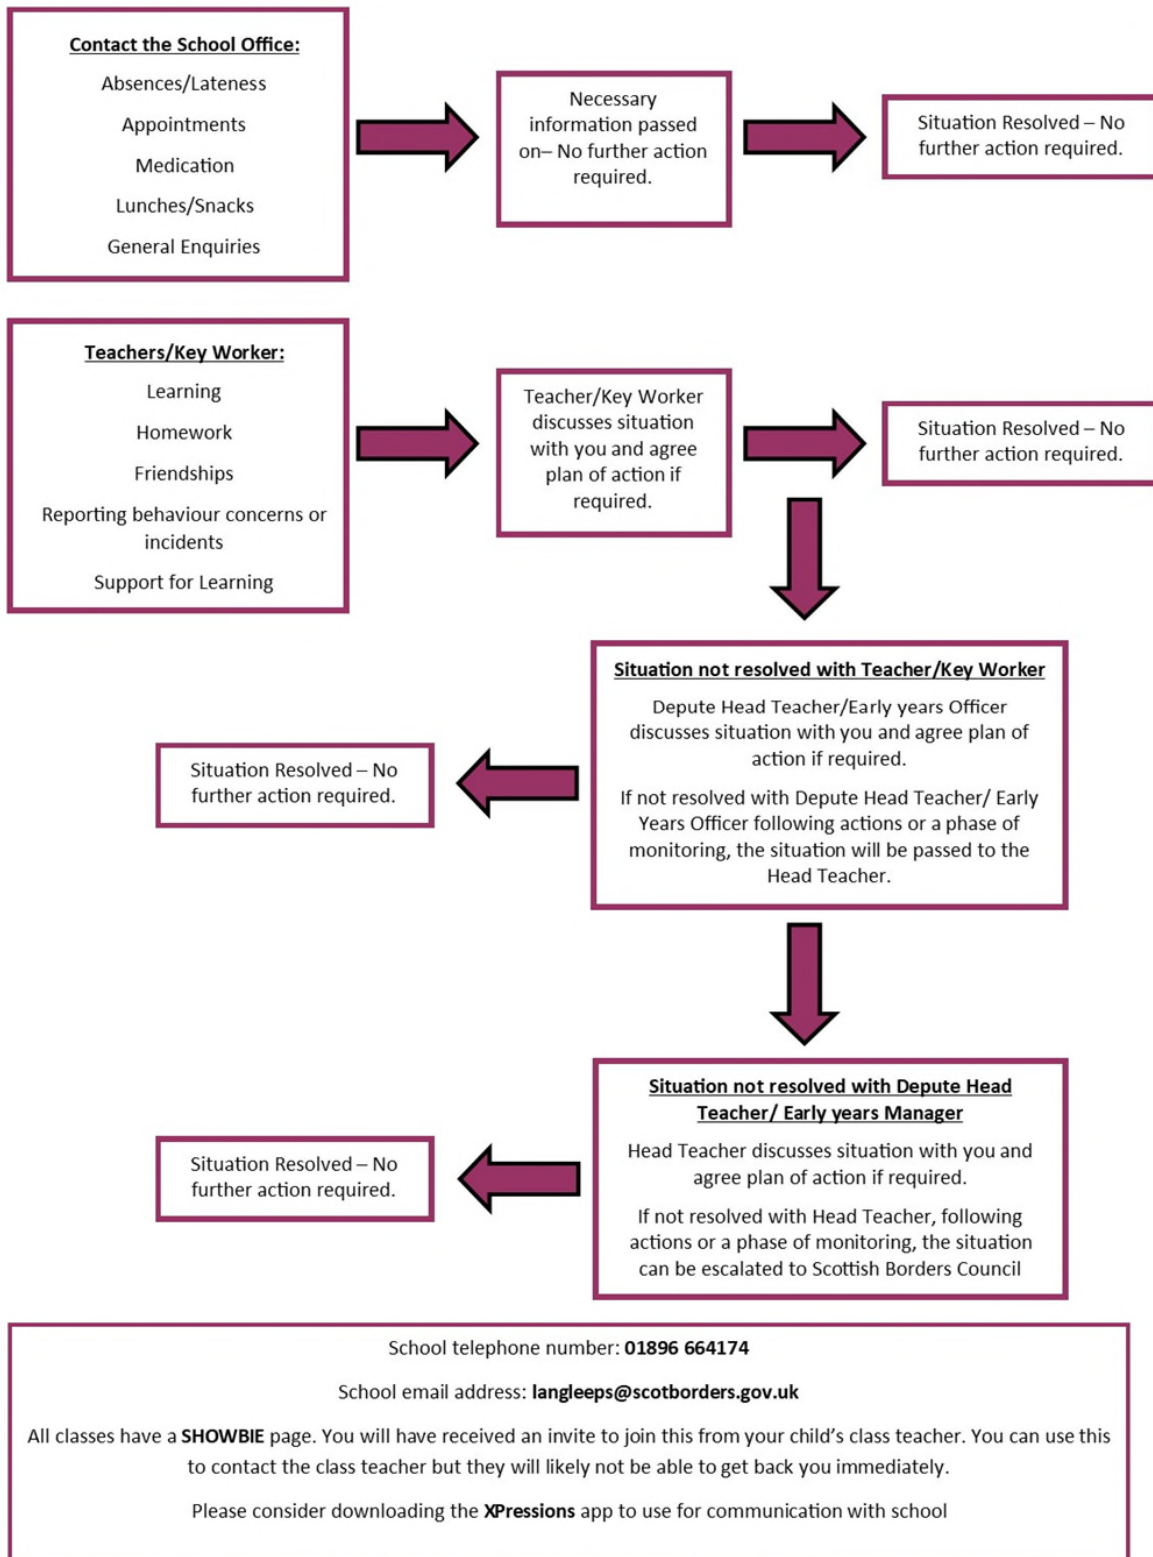 Contact the School Office:
Absences/Lateness
Appointments
Medication
Lunches/Snacks
General Enquiries
Necessary
information passed
on– No further action
required.
Situation Resolved – No
further action required.
Teachers/Key Worker:
Learning
Homework
Friendships
Reporting behaviour concerns or
incidents
Support for Learning
Teacher/Key Worker
discusses situation
with you and agree
plan of action if
required.
Situation Resolved – No
further action required.
Situation not resolved with Teacher/Key Worker
Depute Head Teacher/Early years Officer
discusses situation with you and agree plan of
action if required.
If not resolved with Depute Head Teacher/ Early
Years Officer following actions or a phase of
monitoring, the situation will be passed to the
Head Teacher.
Situation Resolved – No
further action required.
Situation not resolved with Depute Head
Teacher/ Early years Manager
Head Teacher discusses situation with you and
agree plan of action if required.
If not resolved with Head Teacher, following
actions or a phase of monitoring, the situation
can be escalated to Scottish Borders Council
Situation Resolved – No
further action required.
School telephone number: 01896 664174
School email address: langleeps@scotborders.gov.uk
All classes have a SHOWBIE page. You will have received an invite to join this from your child’s class teacher. You can use this
to contact the class teacher but they will likely not be able to get back you immediately.
Please consider downloading the XPressions app to use for communication with school